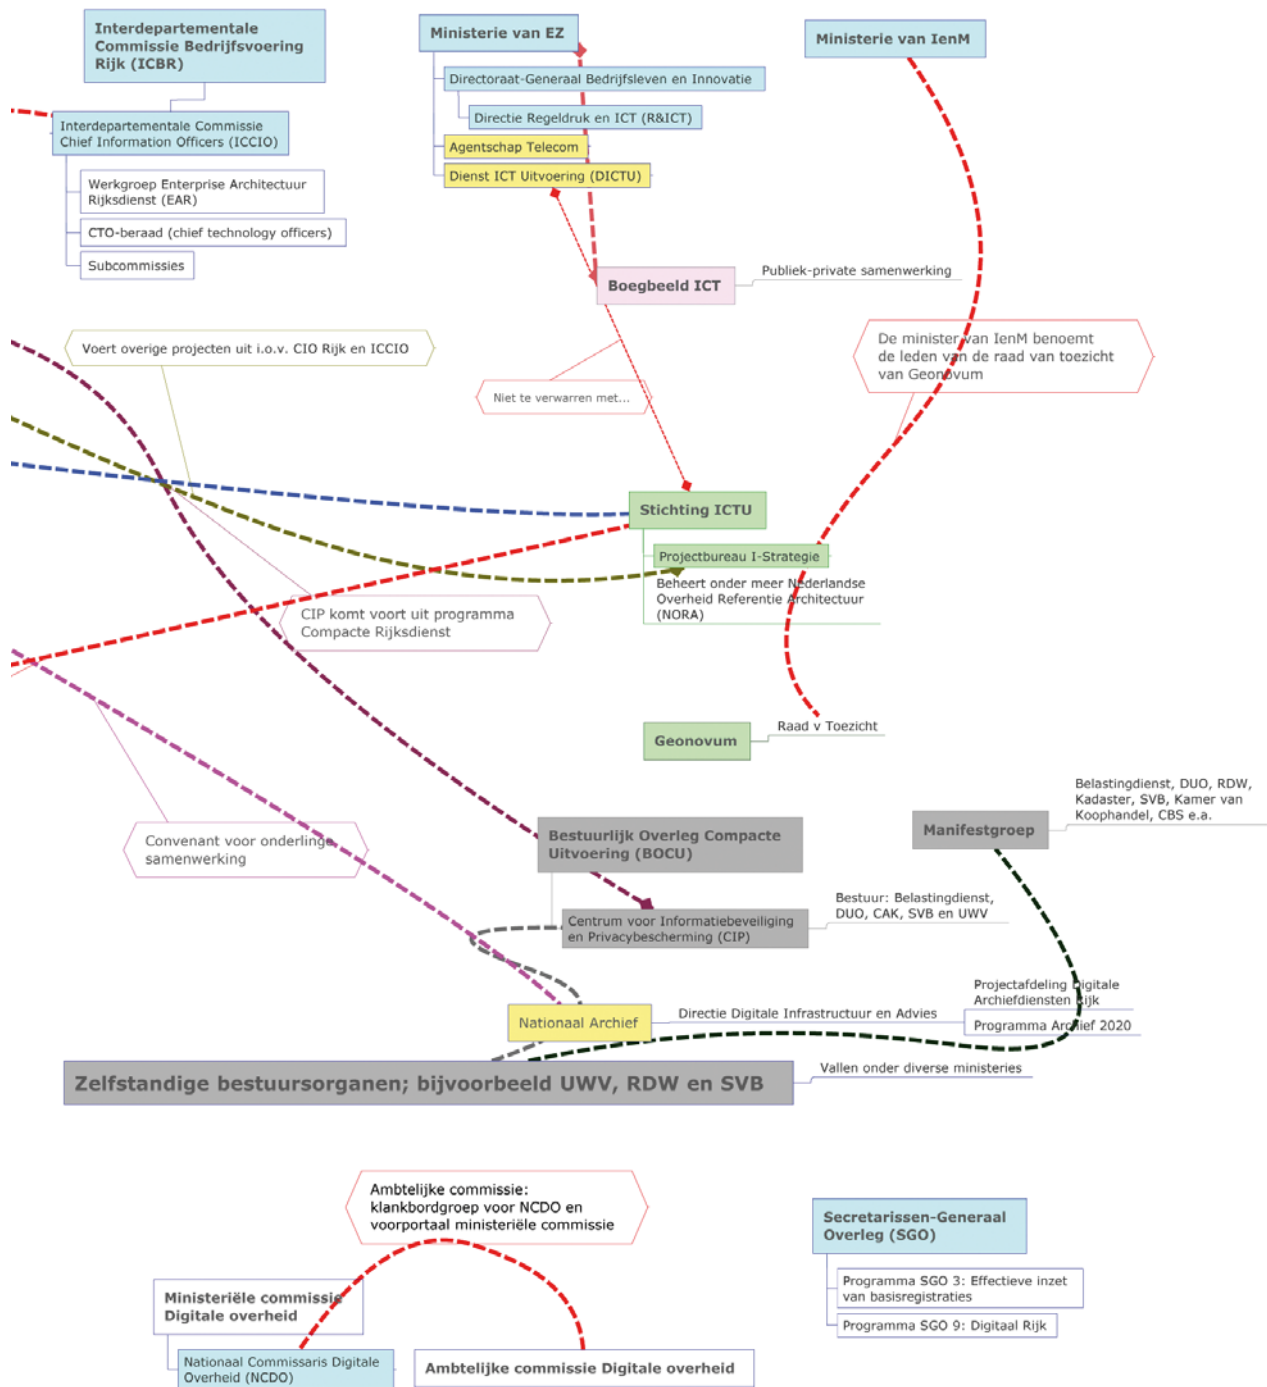 Interdepartementale
Commissie Bedrijfsvoering
Rijk (ICBR)
Interdepartementale Commissie
Chief Information Officers (ICCIO)
Werkgroep Enterprise Architectuur
Rijksdienst (EAR)
CTO-beraad (chief technology officers)
Subcommissies
Ministerie van EZ
Directoraat-Generaal Bedrijfsleven en Innovatie
Directie Regeldruk en ICT (R&ICT)
Agentschap Telecom
Dienst ICT Uitvoering (DICTU)
Ministerie van IenM
Boegbeeld ICT
Publiek-private samenwerking
Voert overige projecten uit i.o.v. CIO Rijk en ICCIO
Niet te verwarren met...
De minister van IenM benoemt
de leden van de raad van toezicht
van Geonovum
Stichting ICTU
Projectbureau I-Strategie
Beheert onder meer Nederlandse
Overheid Referentie Architectuur
(NORA)
CIP komt voort uit programma
Compacte Rijksdienst
Geonovum
Raad v Toezicht
Convenant voor onderlinge
samenwerking
Bestuurlijk Overleg Compacte
Uitvoering (BOCU)
Manifestgroep
Belastingdienst, DUO, RDW,
Kadaster, SVB, Kamer van
Koophandel, CBS e.a.
Centrum voor Informatiebeveiliging
en Privacybescherming (CIP)
Bestuur: Belastingdienst,
DUO, CAK, SVB en UWV
Nationaal Archief
Directie Digitale Infrastructuur en Advies
Projectafdeling Digitale
Archiefdiensten Rijk
Programma Archief 2020
Zelfstandige bestuursorganen; bijvoorbeeld UWV, RDW en SVB
Vallen onder diverse ministeries
Ambtelijke commissie:
klankbordgroep voor NCDO en
voorportaal ministeriële commissie
Ministeriële commissie
Digitale overheid
Nationaal Commissaris Digitale
Overheid (NCDO)
Ambtelijke commissie Digitale overheid
Secretarissen-Generaal
Overleg (SGO)
Programma SGO 3: Effectieve inzet
van basisregistraties
Programma SGO 9: Digitaal Rijk